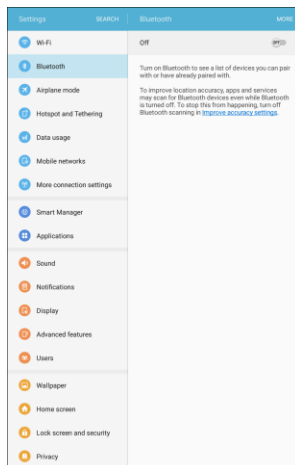 Settings
SEARCH
Bluetooth
MORE
Wi-Fi
Bluetooth
Airplane mode
Hotspot and Tethering
Data usage
Mobile networks
More connection settings
Smart Manager
Applications
Sound
Notifications
Display
Advanced features
Users
Wallpaper
Home screen
Lock screen and security
Privacy
Off
OFF
Turn on Bluetooth to see a list of devices you can pair
with or have already paired with.
To improve location accuracy, apps and services
may scan for Bluetooth devices even while Bluetooth
is turned off. To stop this from happening, turn off
Bluetooth scanning in Improve accuracy settings.